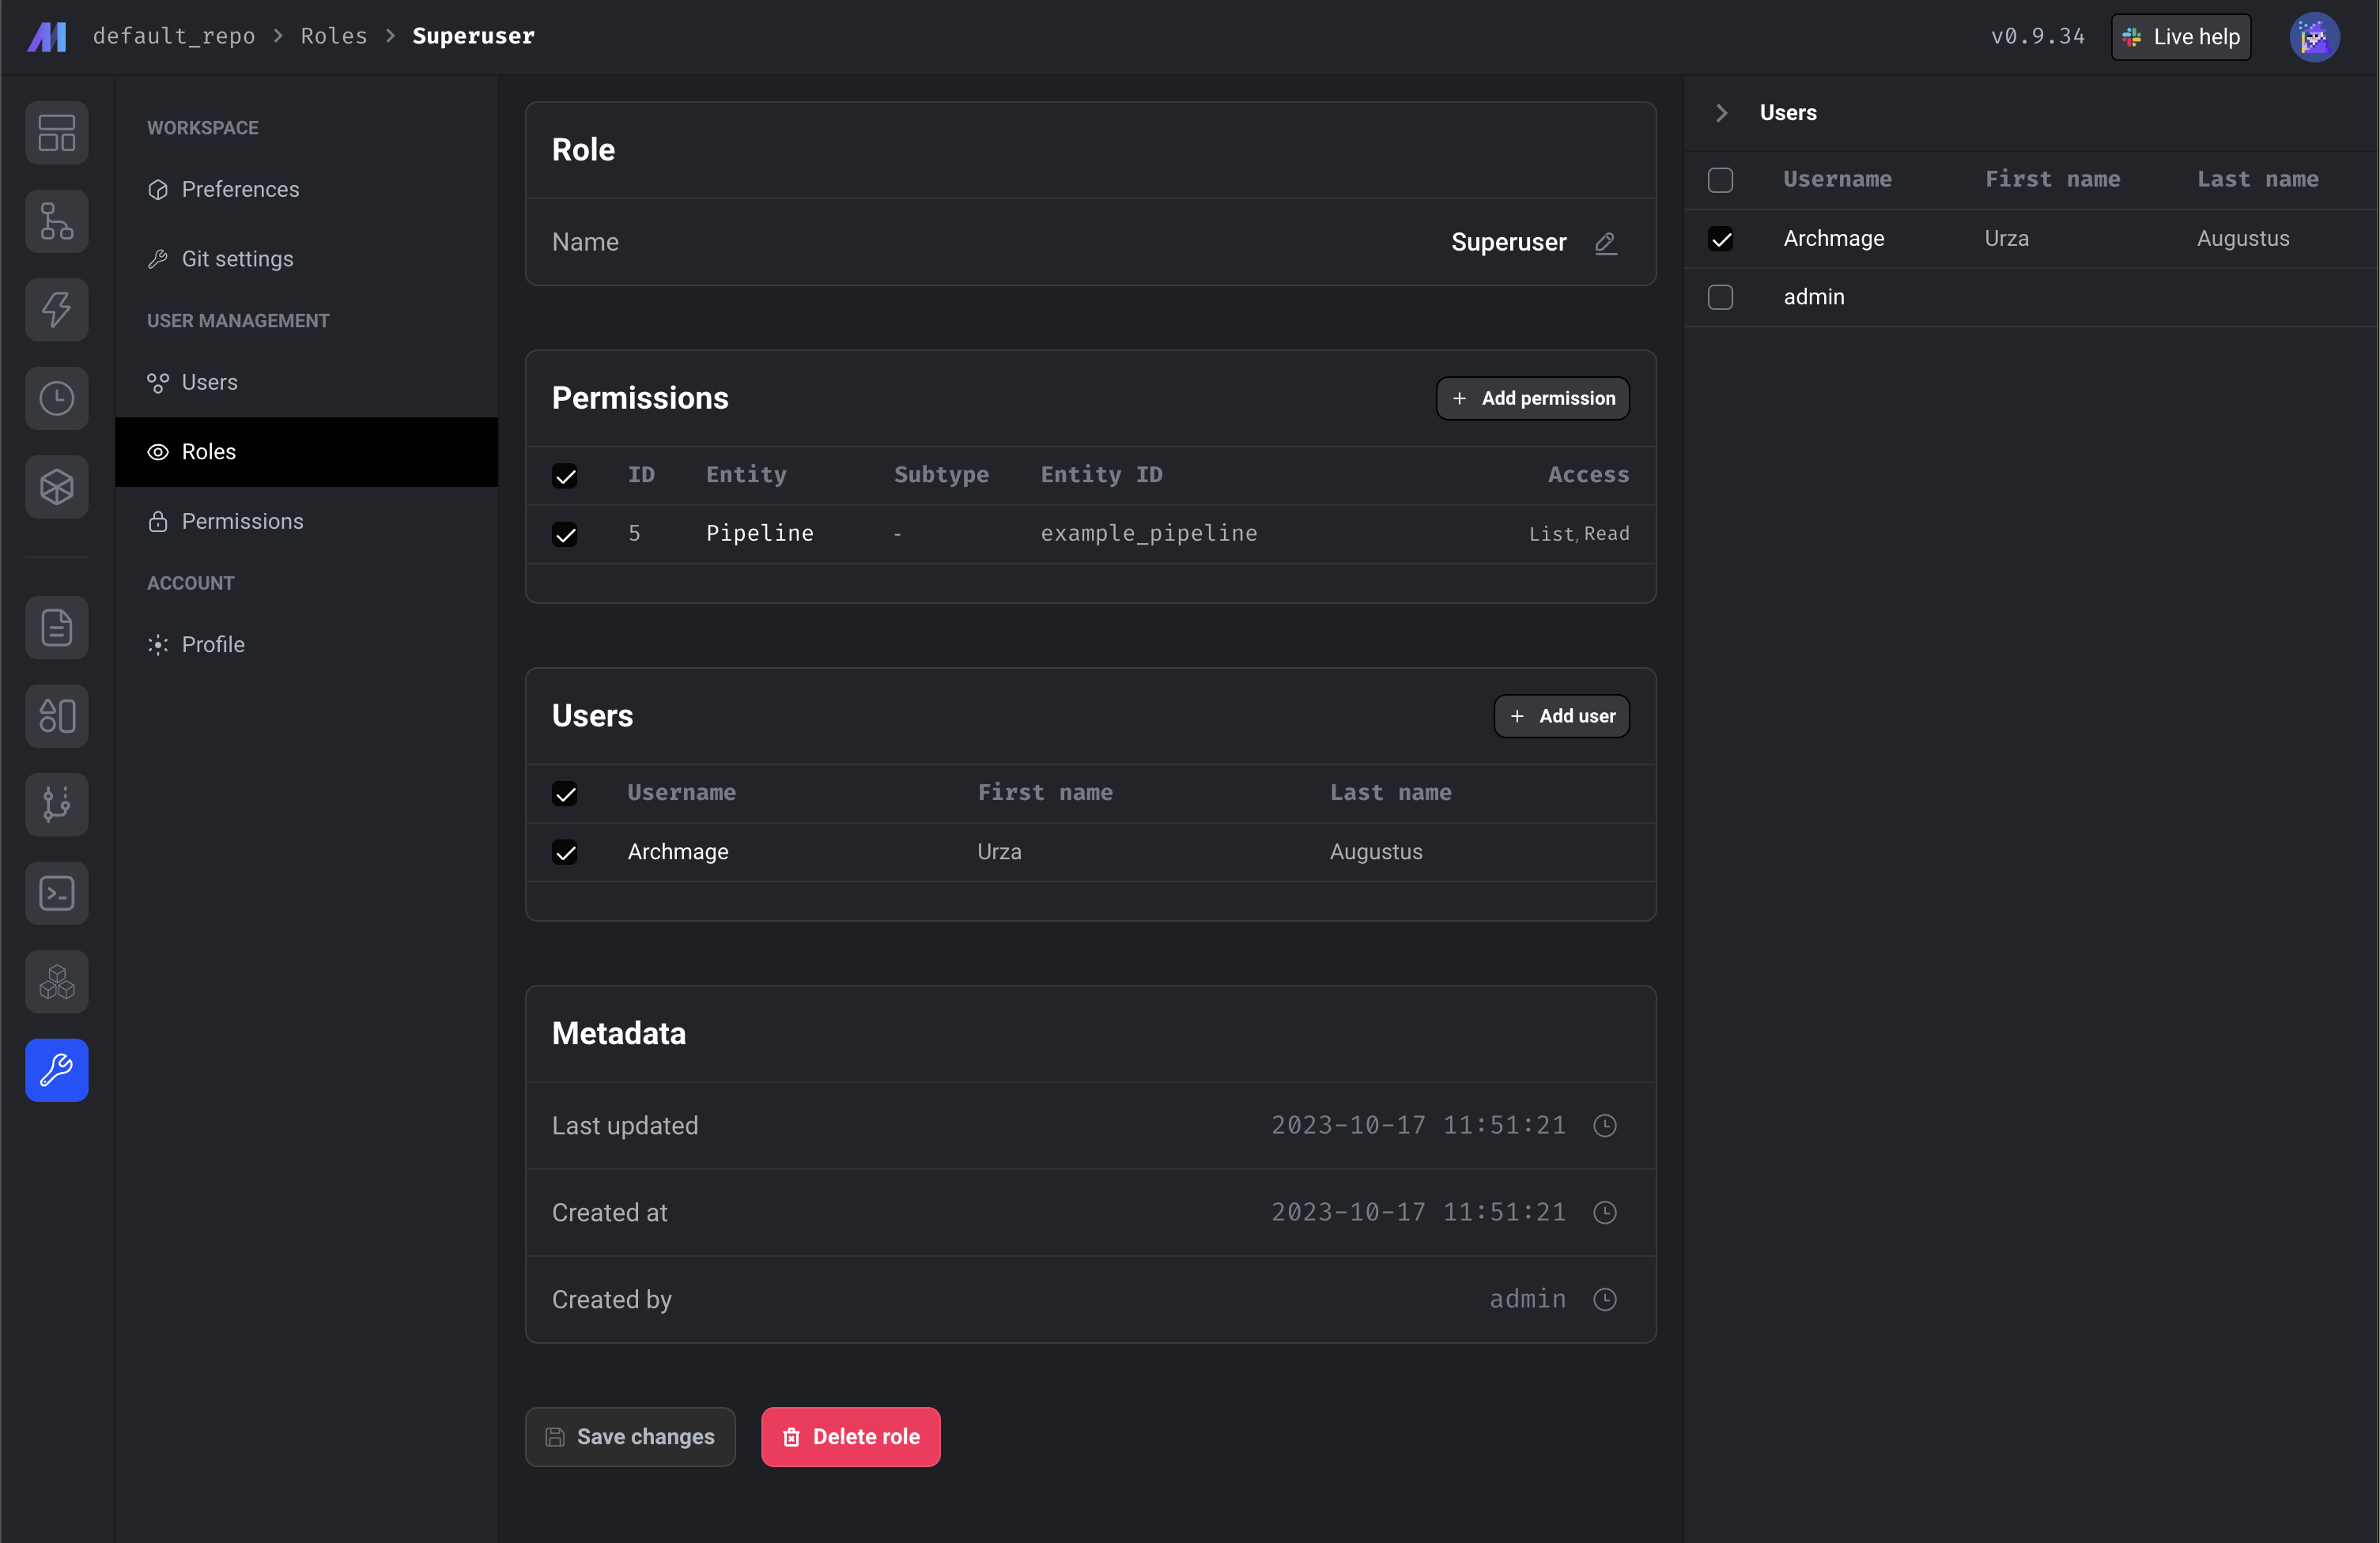 default_repo > Roles > Superuser
v0.9.34
Live help
WORKSPACE
Preferences
Git settings
USER MANAGEMENT
Users
Roles
Permissions
ACCOUNT
Profile
Role
Name Superuser
Permissions
+ Add permission
ID Entity Subtype Entity ID Access
5 Pipeline - example_pipeline List, Read
Users
+ Add user
Username First name Last name
Archmage Urza Augustus
Metadata
Last updated 2023-10-17 11:51:21
Created at 2023-10-17 11:51:21
Created by admin
Save changes
Delete role
Users
Username First name Last name
Archmage Urza Augustus
admin